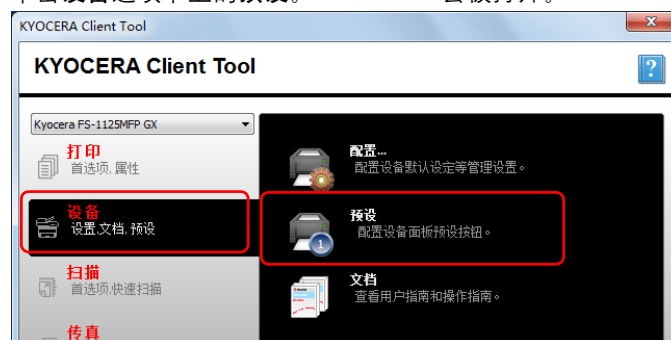 KYOCERA Client Tool
KYOCERA Client Tool
Kyocera FS-1125MFP GX
打印
首选项, 属性
设备
设置,文档, 预设
扫描
首选项,快速扫描
传真
配置...
配置设备默认设定等管理设置。
预设
配置设备面板预设按钮。
1
文档
查看用户指南和操作指南。